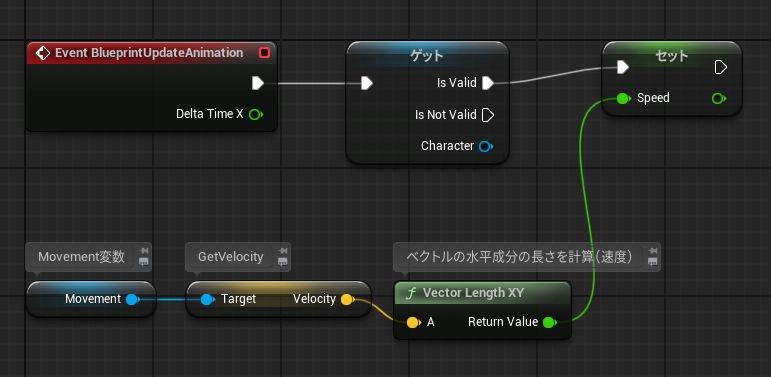 Event BlueprintUpdateAnimation
Delta Time X
ゲット
Is Valid
Is Not Valid
Character
セット
Speed
Movement変数
GetVelocity
ベクトルの水平成分の長さを計算(速度)
Movement
Target Velocity
f Vector Length XY
A Return Value